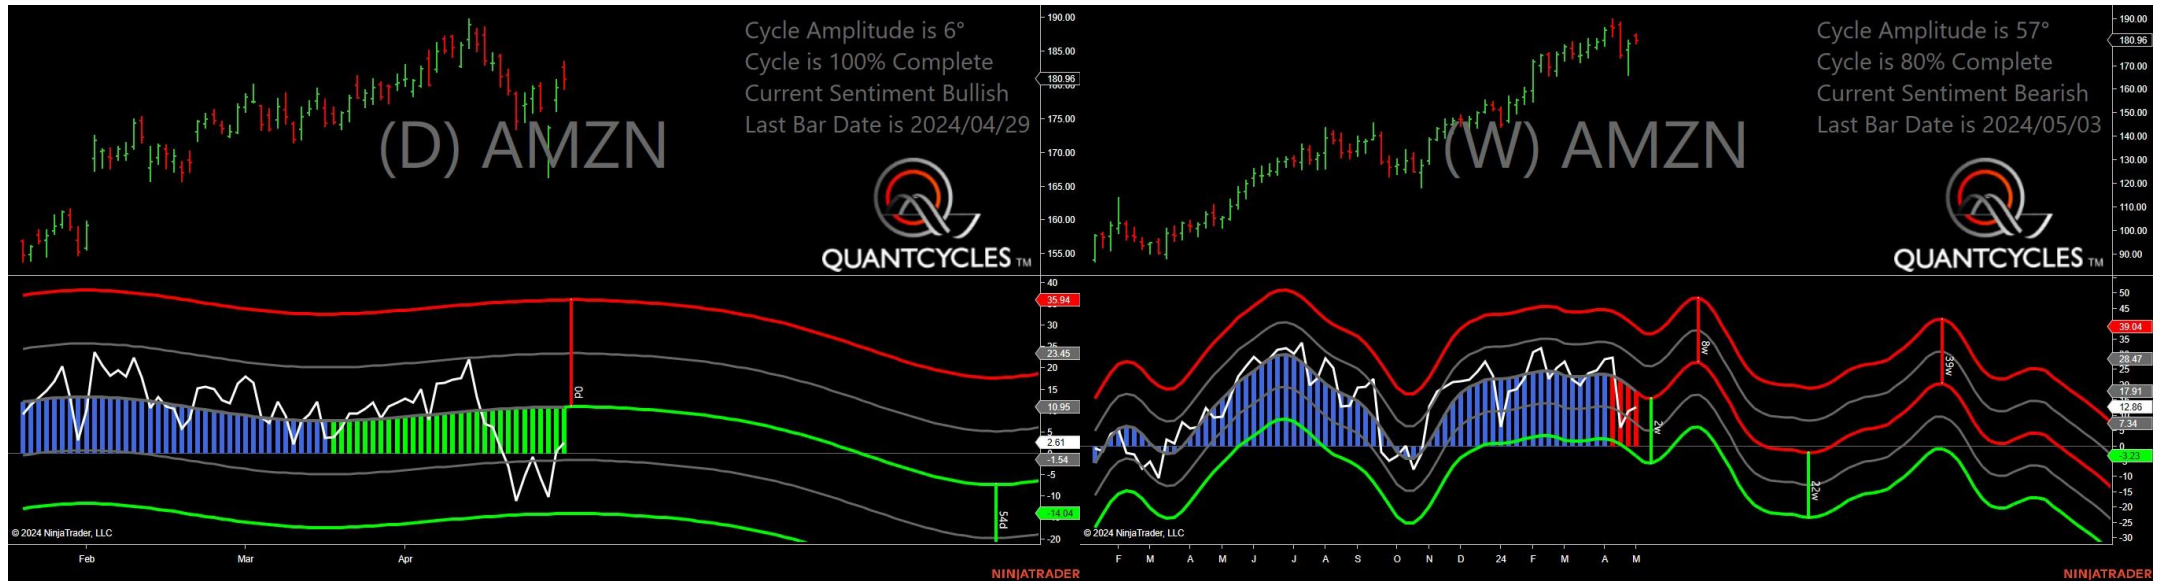 Cycle Amplitude is 6°
Cycle is 100% Complete
Current Sentiment Bullish
Last Bar Date is 2024/04/29
(D) AMZN
QUANTCYCLES TM
190.00
185.00
180.96
180.00
175.00
170.00
165.00
160.00
155.00
40
35.94
30
25
23.45
20
15
10.95
5
2.61
0
-1.54
-5
-10
-14.04
-20
0d
54d
© 2024 NinjaTrader, LLC
Feb Mar Apr
NINJATRADER
Cycle Amplitude is 57°
Cycle is 80% Complete
Current Sentiment Bearish
Last Bar Date is 2024/05/03
(W) AMZN
QUANTCYCLES TM
190.00
180.96
170.00
160.00
150.00
140.00
130.00
120.00
110.00
100.00
90.00
50
45
39.04
35
28.47
25
17.91
12.86
7.34
0
-3.23
-10
-15
-20
-25
-30
2w
8w
22w
39w
© 2024 NinjaTrader, LLC
F M A M J J A S O N D 24 F M A M
NINJATRADER